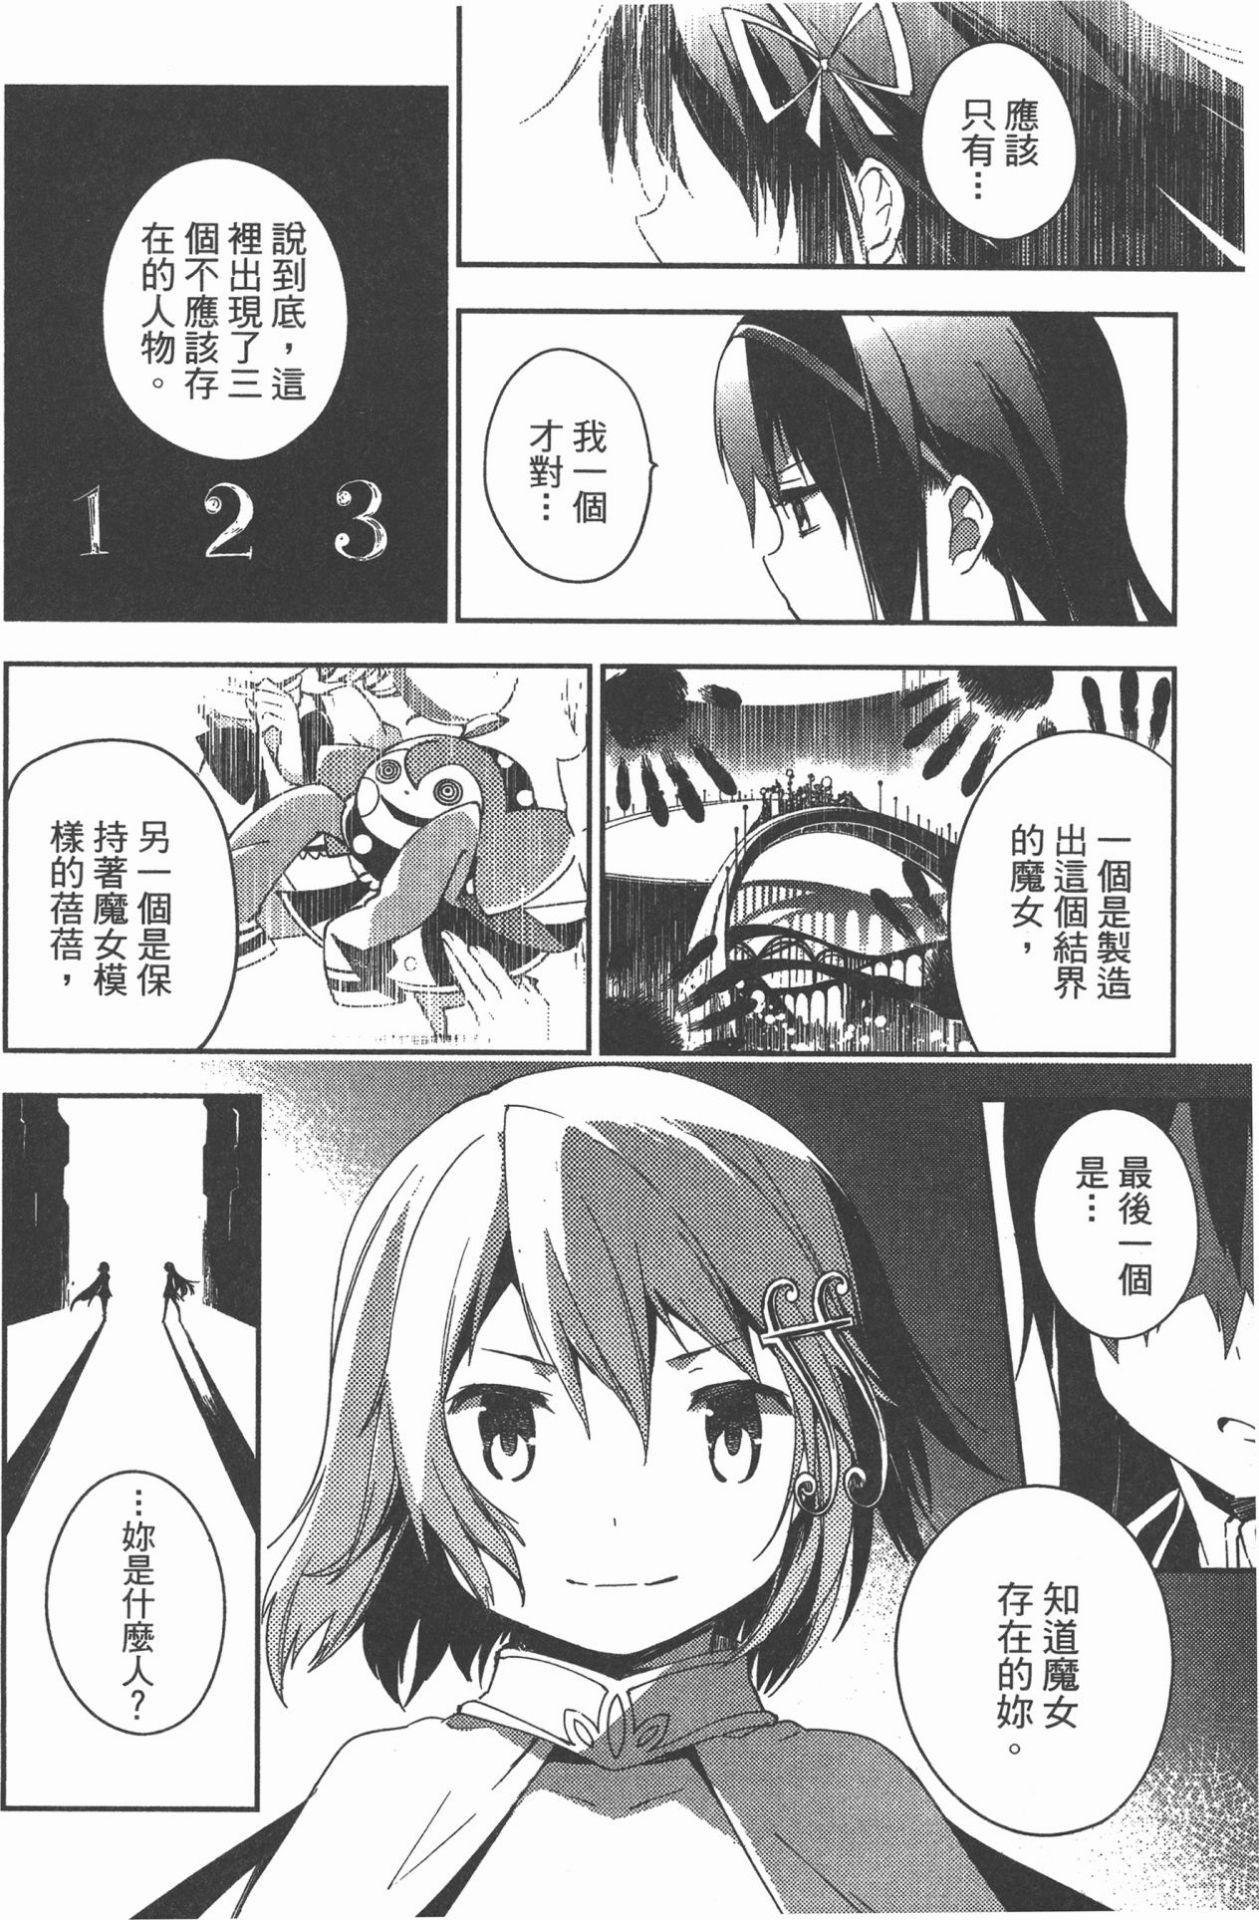 應該
只有…
我一個
才對…
說到底，這
裡出現了三
個不應該存
在的人物。
1 2 3
一個是製造
出這個結界
的魔女，
另一個是保
持著魔女模
樣的蓓蓓，
C
最後一個
是…
知道魔女
存在的妳。
…妳是什麼人？